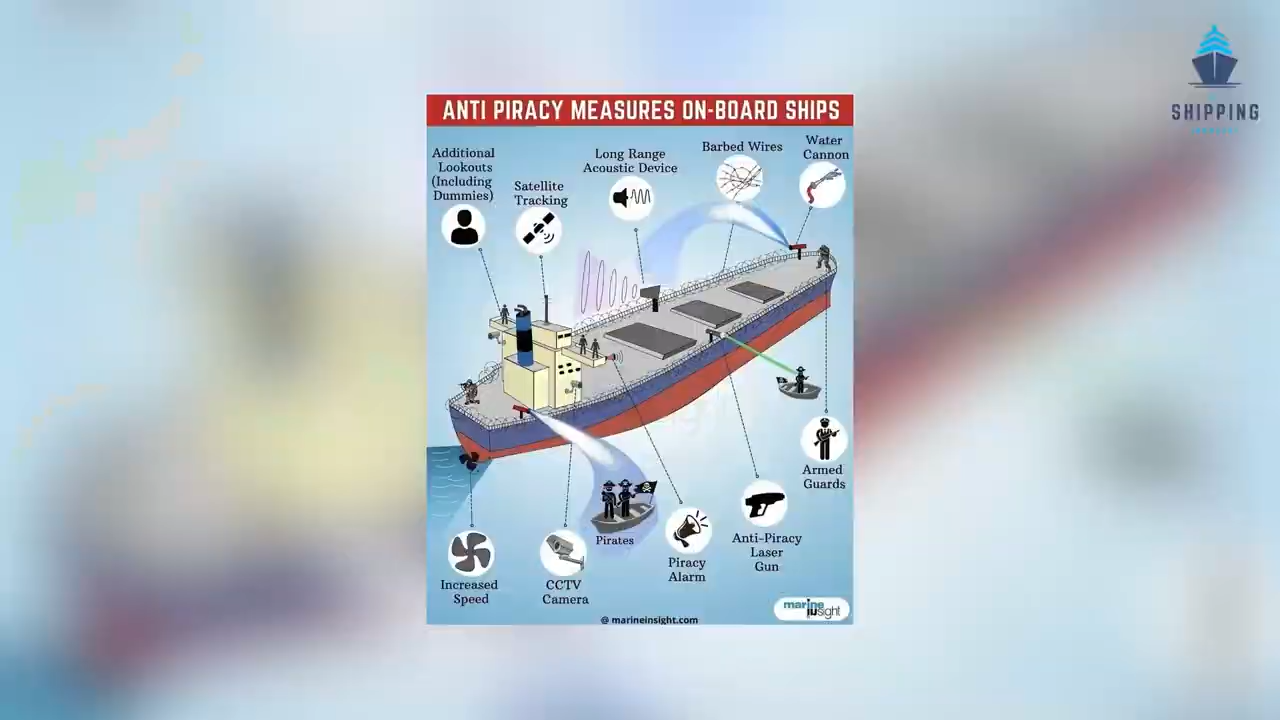 SHIPPING
ANTI PIRACY MEASURES ON-BOARD SHIPS
Additional
Lookouts
(Including
Dummies)
Satellite
Tracking
Long Range
Acoustic Device
Barbed Wires
Water
Cannon
Armed
Guards
Pirates
Anti-Piracy
Laser
Gun
Piracy
Alarm
Increased
Speed
CCTV
Camera
marine
insight
@ marineinsight.com